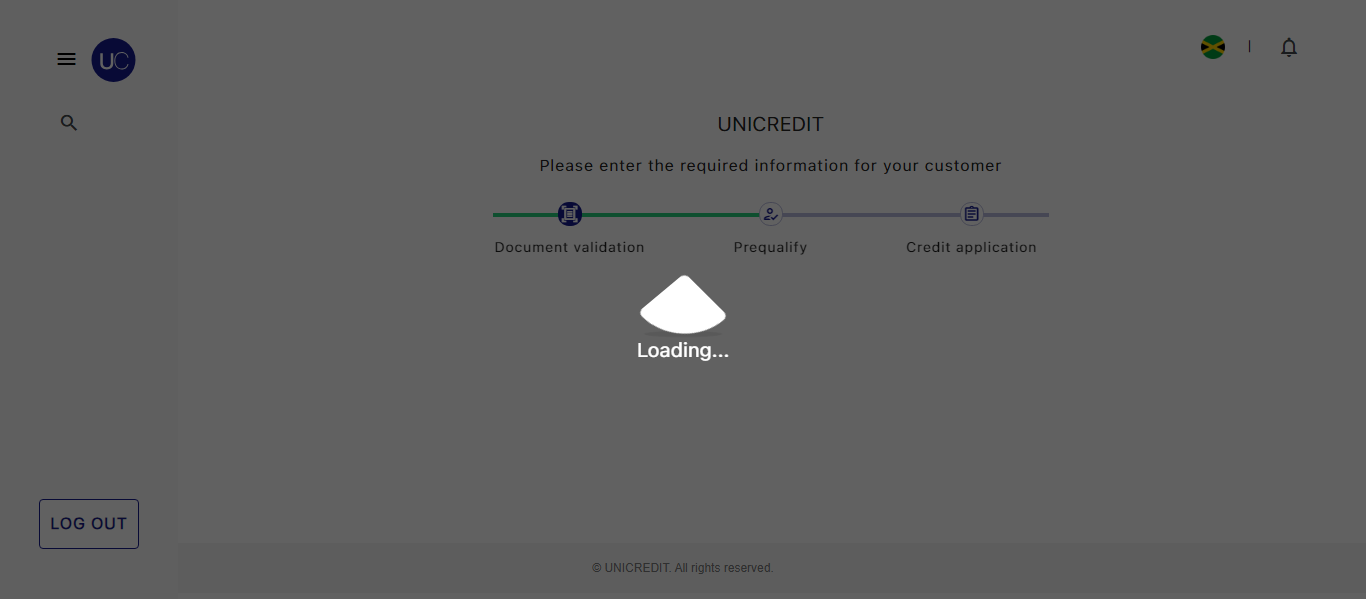 UC
UNICREDIT
Please enter the required information for your customer
Document validation
Prequalify
Credit application
Loading...
LOG OUT
© UNICREDIT. All rights reserved.